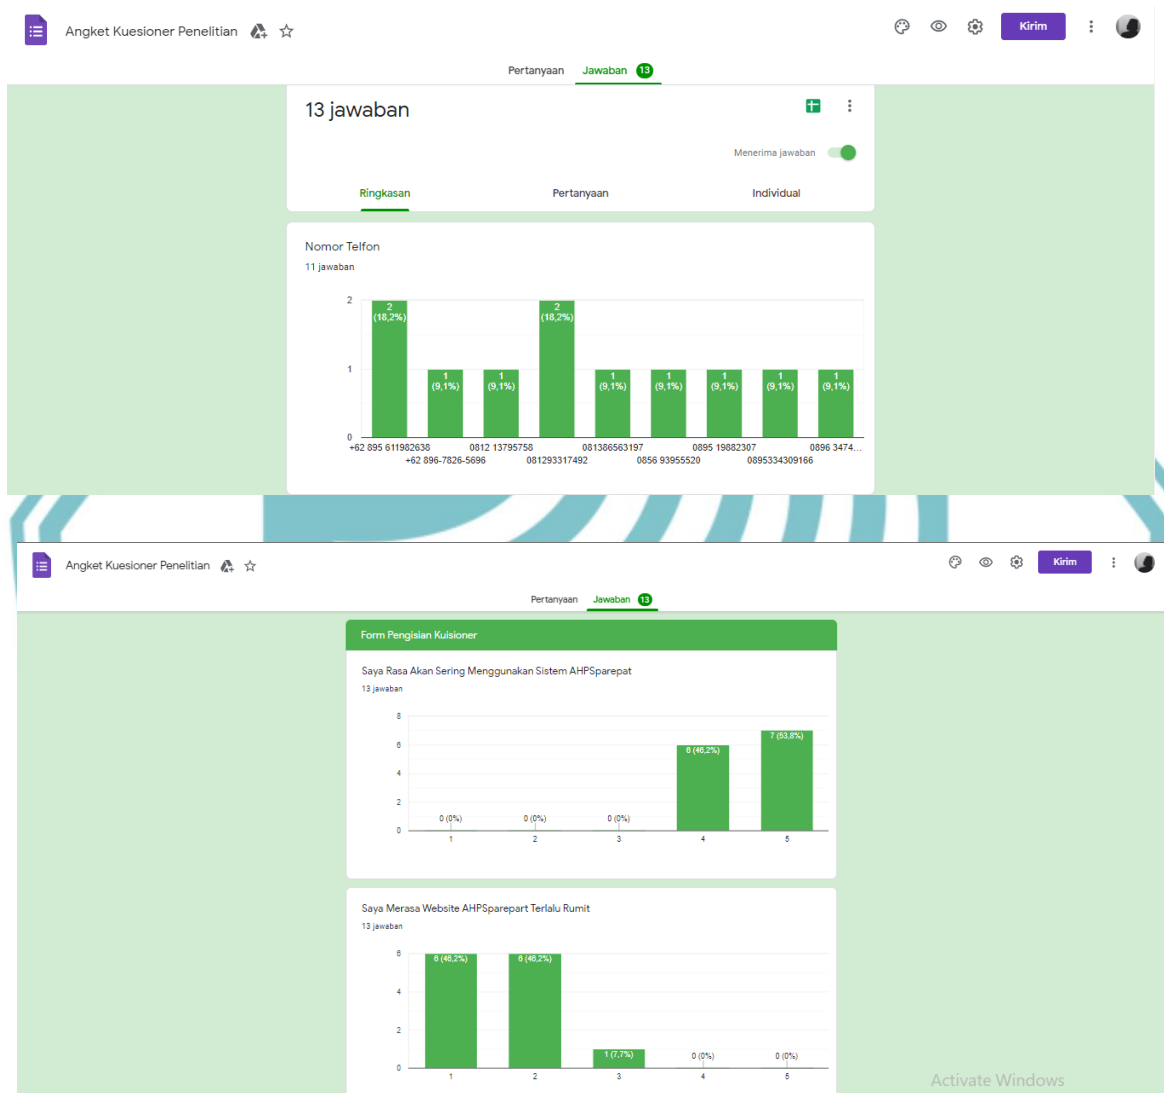 Angket Kuesioner Penelitian
Kirim
Pertanyaan Jawaban 13
13 jawaban
Menerima jawaban
Ringkasan Pertanyaan Individual
Nomor Telfon
11 jawaban
2
2 2
(18,2%) (18,2%)
1
1 1 1 1 1 1 1
(9,1%) (9,1%) (9,1%) (9,1%) (9,1%) (9,1%) (9,1%)
0
+62 895 611982638 0812 13795758 081386563197 0895 19882307 0896 3474...
+62 896-7826-5696 081293317492 0856 93955520 0895334309166
Angket Kuesioner Penelitian
Kirim
Pertanyaan Jawaban 13
Form Pengisian Kuisioner
Saya Rasa Akan Sering Menggunakan Sistem AHPSparepat
13 jawaban
8
7 (53,8%)
6 6 (46,2%)
4
2
0 (0%) 0 (0%) 0 (0%)
0
1 2 3 4 5
Saya Merasa Website AHPSparepart Terlalu Rumit
13 jawaban
6 6 (46,2%) 6 (46,2%)
4
2
1 (7,7%) 0 (0%) 0 (0%)
0
1 2 3 4 5
Activate Windows